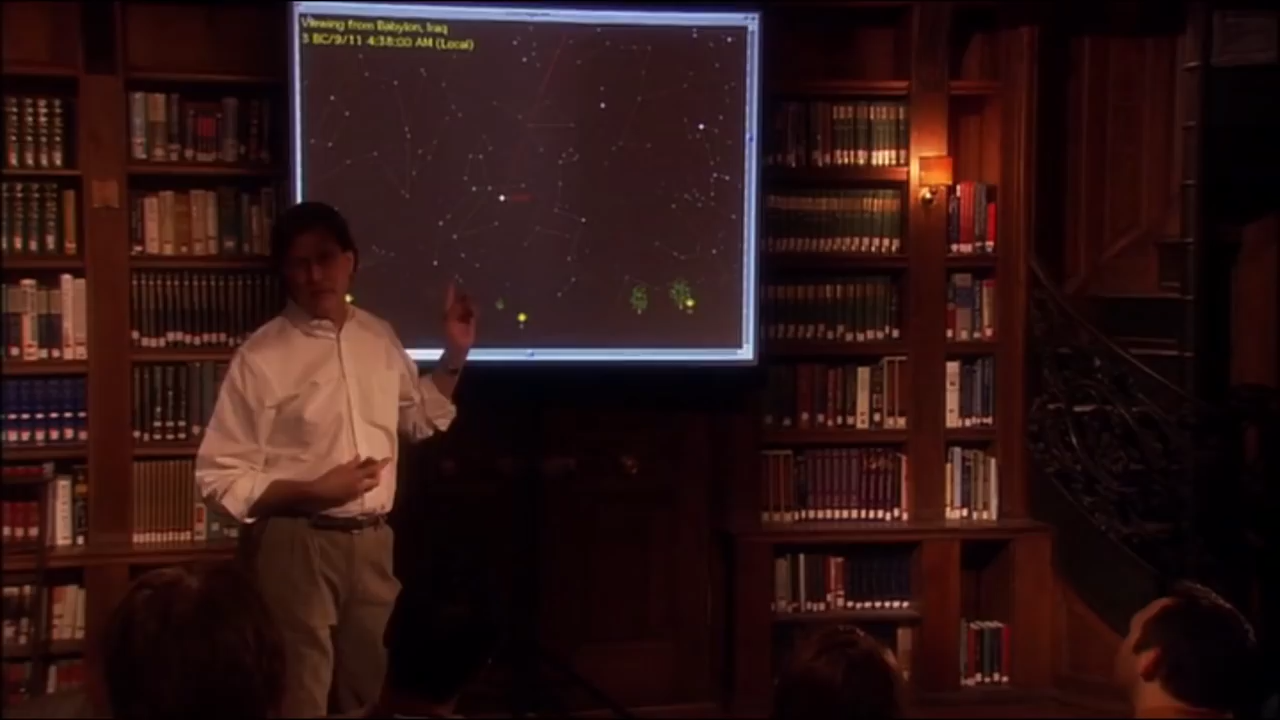 Viewing from Babylon, Iraq
3 BC/9/11 4:38:00 AM (Local)